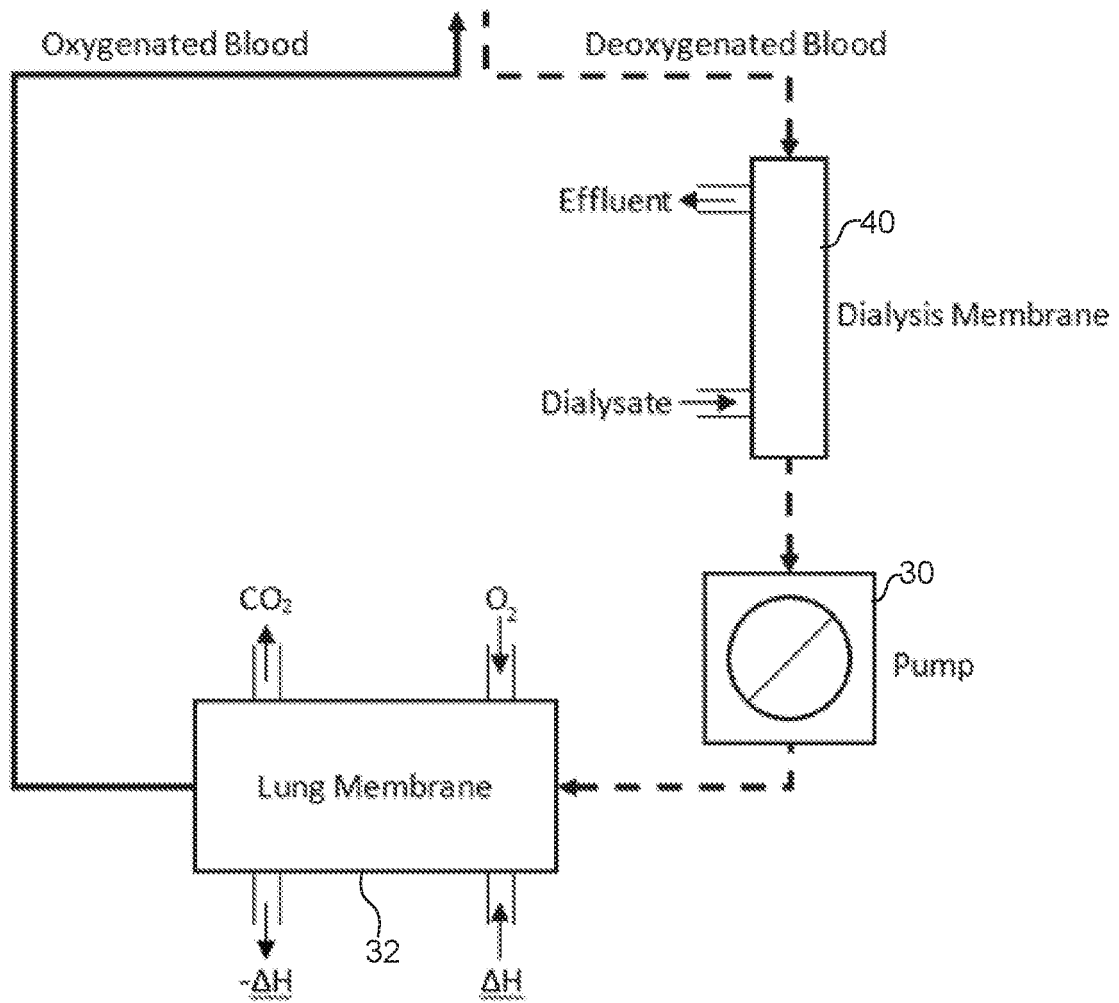 Oxygenated Blood
Deoxygenated Blood
Effluent
40
Dialysis Membrane
Dialysate
30
CO₂
O₂
Pump
Lung Membrane
32
-ΔH
ΔH